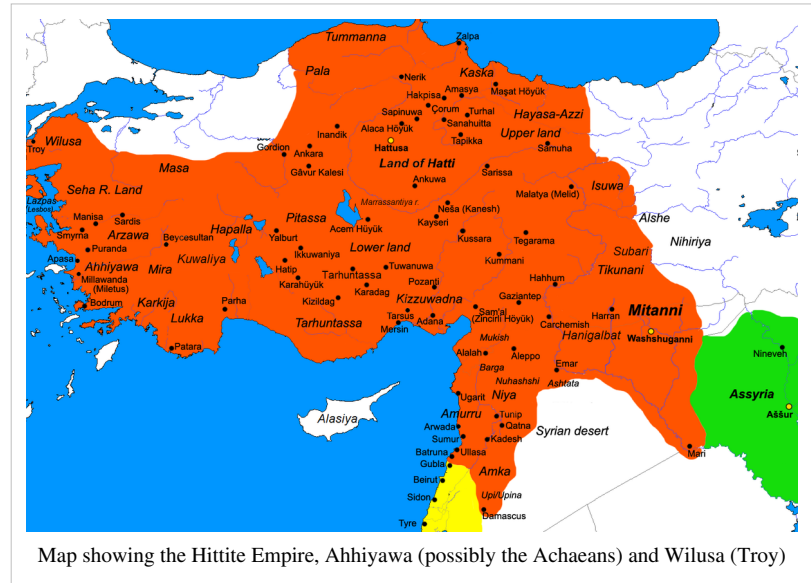 Tummanna
Zalpa
Pala
Kaska
Nerik
Amasya
Maşat Höyük
Hakpisa
Çorum
Turhal
Hayasa-Azzi
Sapinuwa
Sanahuitta
Alaca Höyük
Inandik
Upper land
Wilusa
Troy
Hattusa
Tapikka
Samuha
Gordion
Ankara
Masa
Land of Hatti
Gâvur Kalesi
Sarissa
Seha R. Land
Ankuwa
Malatya (Melid)
Isuwa
Lazpas
(Lesbos)
Marrassantiya r.
Neša (Kanesh)
Alshe
Manisa
Sardis
Hapalla
Pitassa
Acem Hüyük
Kayseri
Smyrna
Arzawa
Yalburt
Kussara
Tegarama
Nihiriya
Puranda
Beycesultan
Ikkuwaniya
Lower land
Subari
Apasa
Kuwaliya
Kummani
Ahhiyawa
Mira
Hatip
Tarhuntassa
Tuwanuwa
Tikunani
Millawanda
(Miletus)
Karahüyük
Karadag
Pozanti
Hahhum
Bodrum
Karkija
Parha
Kizildag
Kizzuwadna
Gaziantep
Mitanni
Lukka
Tarhuntassa
Tarsus
Adana
Sam'al
(Zincirli Höyük)
Harran
Mersin
Carchemish
Hanigalbat
Washshuganni
Patara
Mukish
Alalah
Aleppo
Nineveh
Barga
Emar
Nuhashshi
Ashtata
Assyria
Ugarit
Niya
Aššur
Alasiya
Amurru
Tunip
Arwada
Qatna
Syrian desert
Sumur
Kadesh
Batruna
Ullasa
Mari
Gubla
Amka
Beirut
Sidon
Upi/Upina
Damascus
Tyre
Map showing the Hittite Empire, Ahhiyawa (possibly the Achaeans) and Wilusa (Troy)